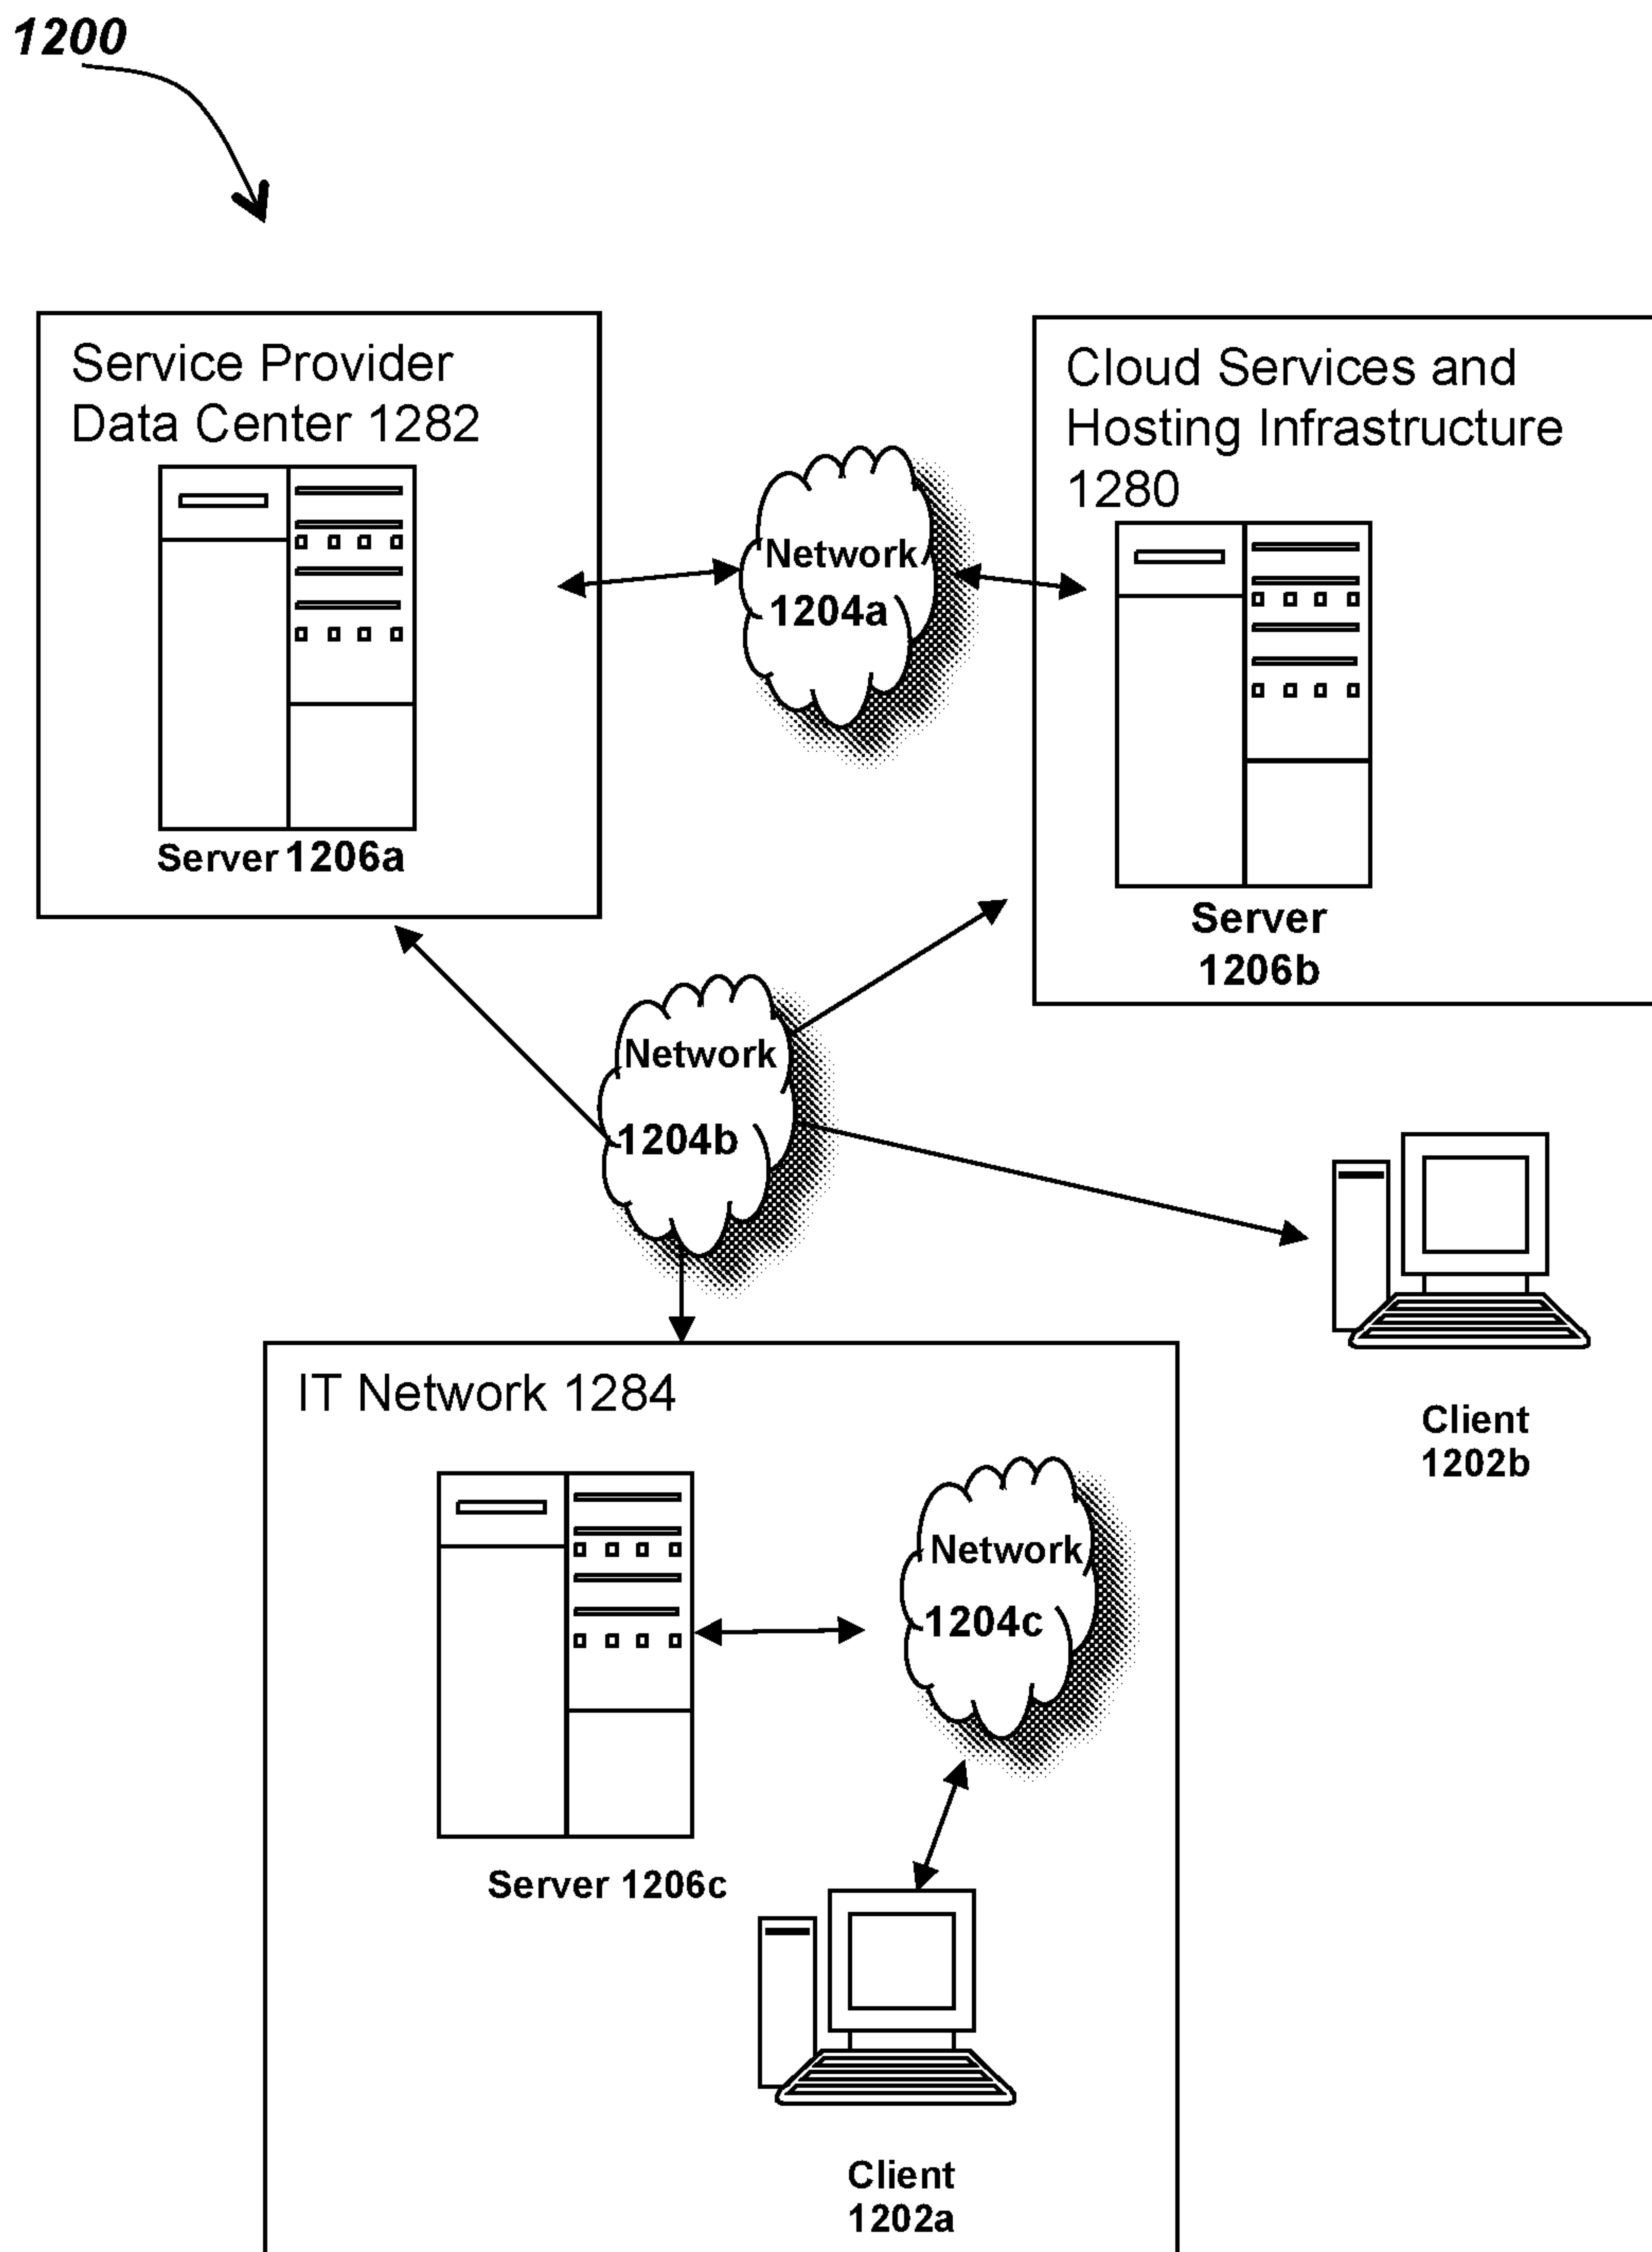 1200
Service Provider
Data Center 1282
Server 1206a
Cloud Services and
Hosting Infrastructure
1280
Server
1206b
Network
1204a
Network
1204b
Client
1202b
IT Network 1284
Server 1206c
Network
1204c
Client
1202a